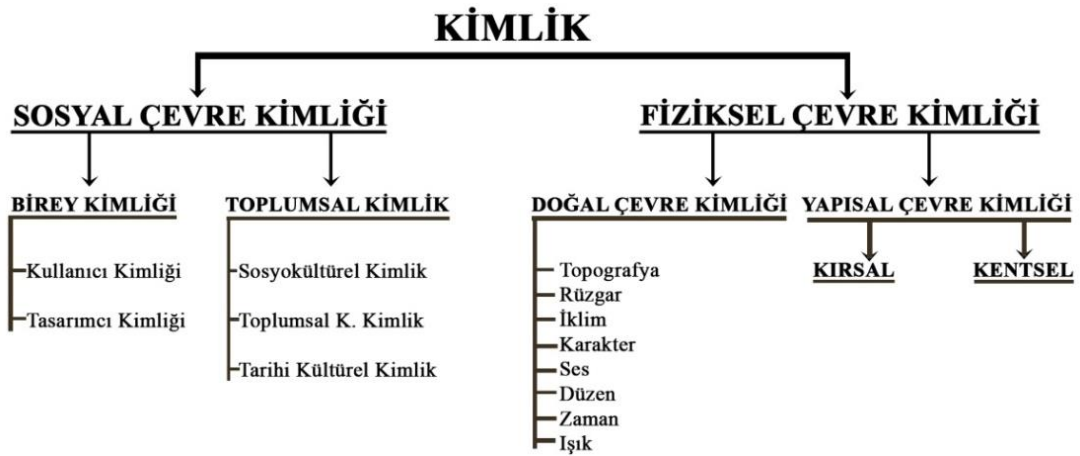 KİMLİK
SOSYAL ÇEVRE KİMLİĞİ
FİZİKSEL ÇEVRE KİMLİĞİ
BİREY KİMLİĞİ
TOPLUMSAL KİMLİK
DOĞAL ÇEVRE KİMLİĞİ
YAPISAL ÇEVRE KİMLİĞİ
Kullanıcı Kimliği
Tasarımcı Kimliği
Sosyokültürel Kimlik
Toplumsal K. Kimlik
Tarihi Kültürel Kimlik
Topografya
Rüzgar
İklim
Karakter
Ses
Düzen
Zaman
Işık
KIRSAL
KENTSEL